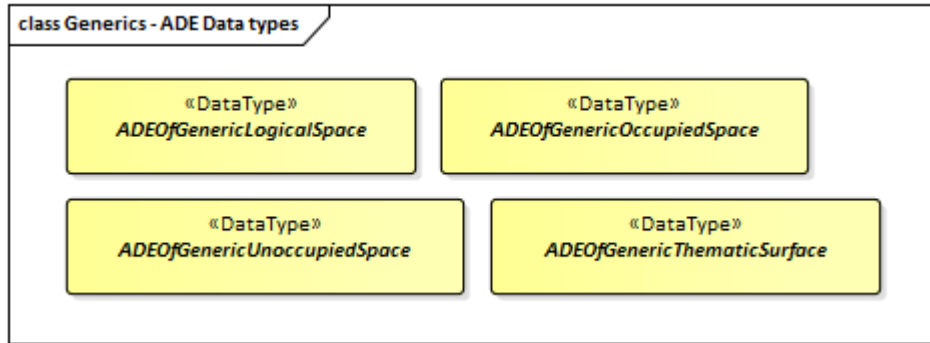 class Generics - ADE Data types
«DataType»
ADEOfGenericLogicalSpace
«DataType»
ADEOfGenericOccupiedSpace
«DataType»
ADEOfGenericUnoccupiedSpace
«DataType»
ADEOfGenericThematicSurface